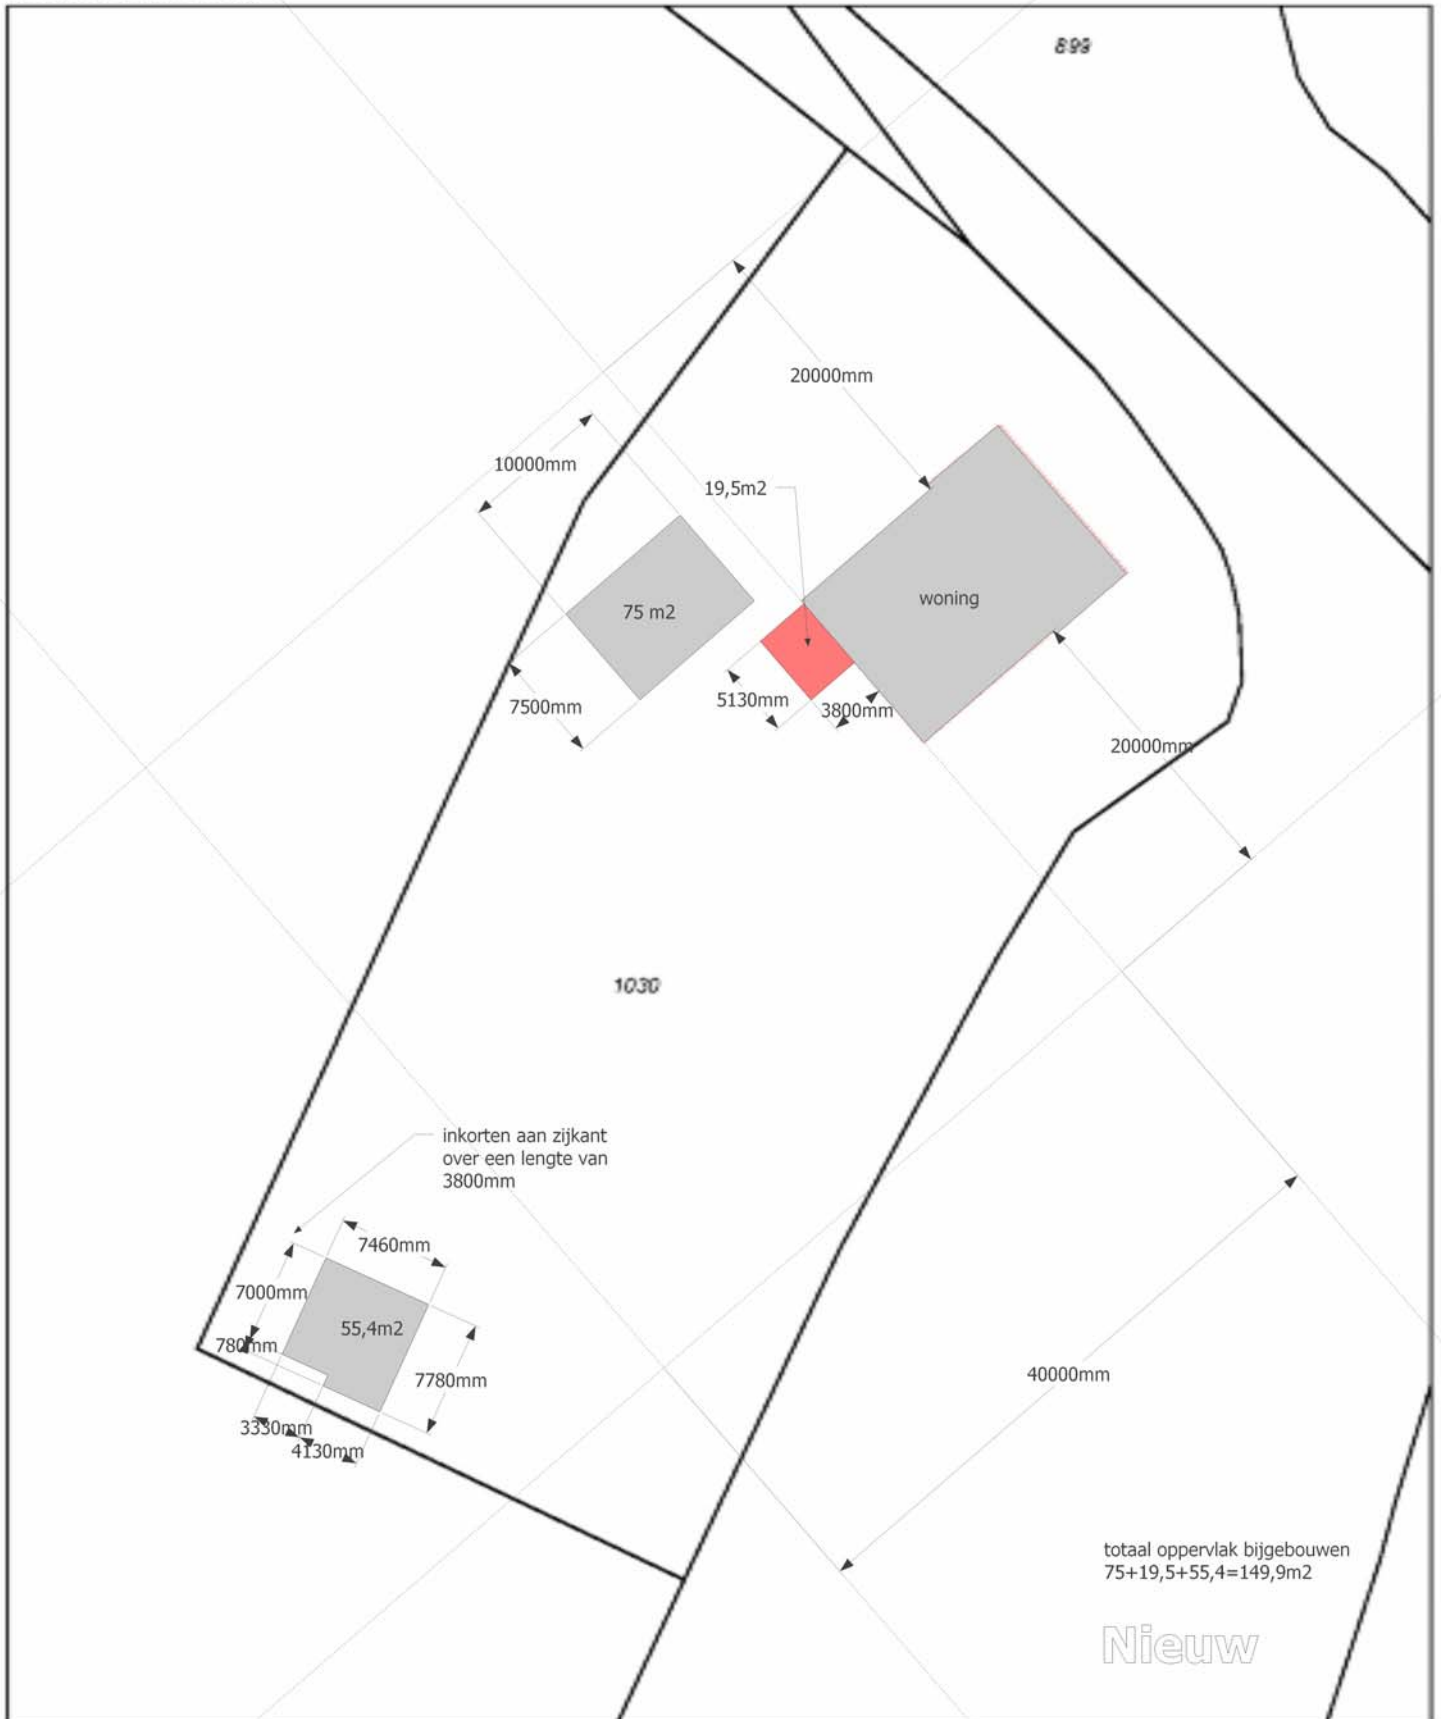 899
20000mm
10000mm
19,5m2
woning
75 m2
5130mm
3800mm
7500mm
20000mm
1030
inkorten aan zijkant
over een lengte van
3800mm
7460mm
7000mm
55,4m2
780mm
7780mm
40000mm
3330mm
4130mm
totaal oppervlak bijgebouwen
75+19,5+55,4=149,9m2
Nieuw